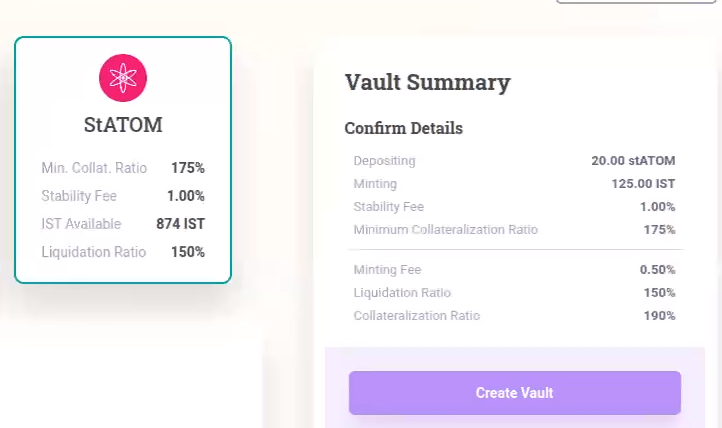 StATOM
Min. Collat. Ratio 175%
Stability Fee 1.00%
IST Available 874 IST
Liquidation Ratio 150%
Vault Summary
Confirm Details
Depositing 20.00 stATOM
Minting 125.00 IST
Stability Fee 1.00%
Minimum Collateralization Ratio 175%
Minting Fee 0.50%
Liquidation Ratio 150%
Collateralization Ratio 190%
Create Vault